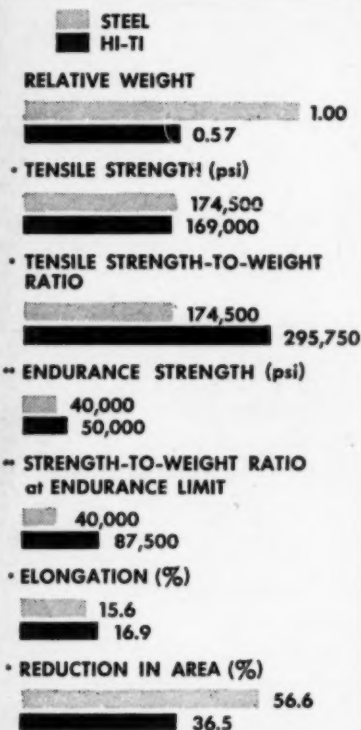 STEEL
HI-TI
RELATIVE WEIGHT
1.00
0.57
• TENSILE STRENGTH (psi)
174,500
169,000
• TENSILE STRENGTH-TO-WEIGHT
RATIO
174,500
295,750
•• ENDURANCE STRENGTH (psi)
40,000
50,000
•• STRENGTH-TO-WEIGHT RATIO
at ENDURANCE LIMIT
40,000
87,500
• ELONGATION (%)
15.6
16.9
• REDUCTION IN AREA (%)
56.6
36.5